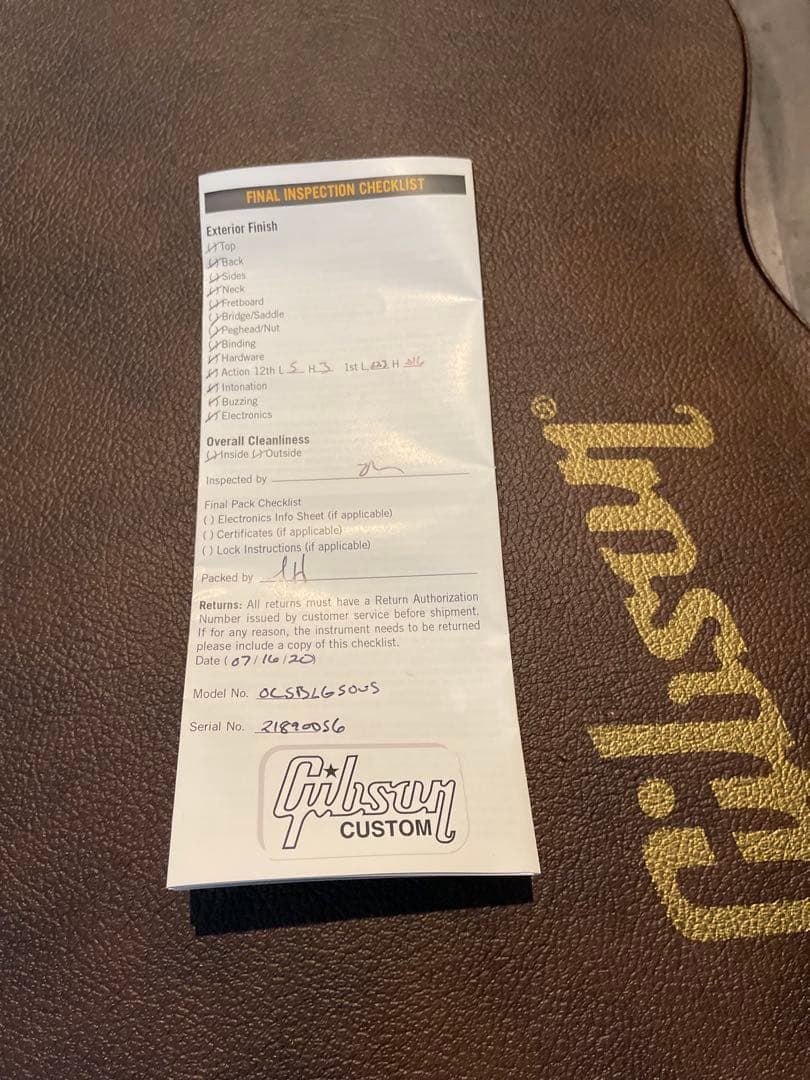 FINAL INSPECTION CHECKLIST
Exterior Finish
Top
Back
Sides
Neck
Fretboard
Bridge/Saddle
Peghead/Nut
Binding
Hardware
Action 12th L 5 H 3 1st L H
Intonation
Buzzing
Electronics
Overall Cleanliness
Inside Outside
Inspected by
Final Pack Checklist
( ) Electronics Info Sheet (if applicable)
( ) Certificates (if applicable)
( ) Lock Instructions (if applicable)
Packed by
Returns: All returns must have a Return Authorization
Number issued by customer service before shipment.
If for any reason, the instrument needs to be returned
please include a copy of this checklist.
Date (07/16/20)
Model No.
Serial No.
Gibson
CUSTOM
Gibson®